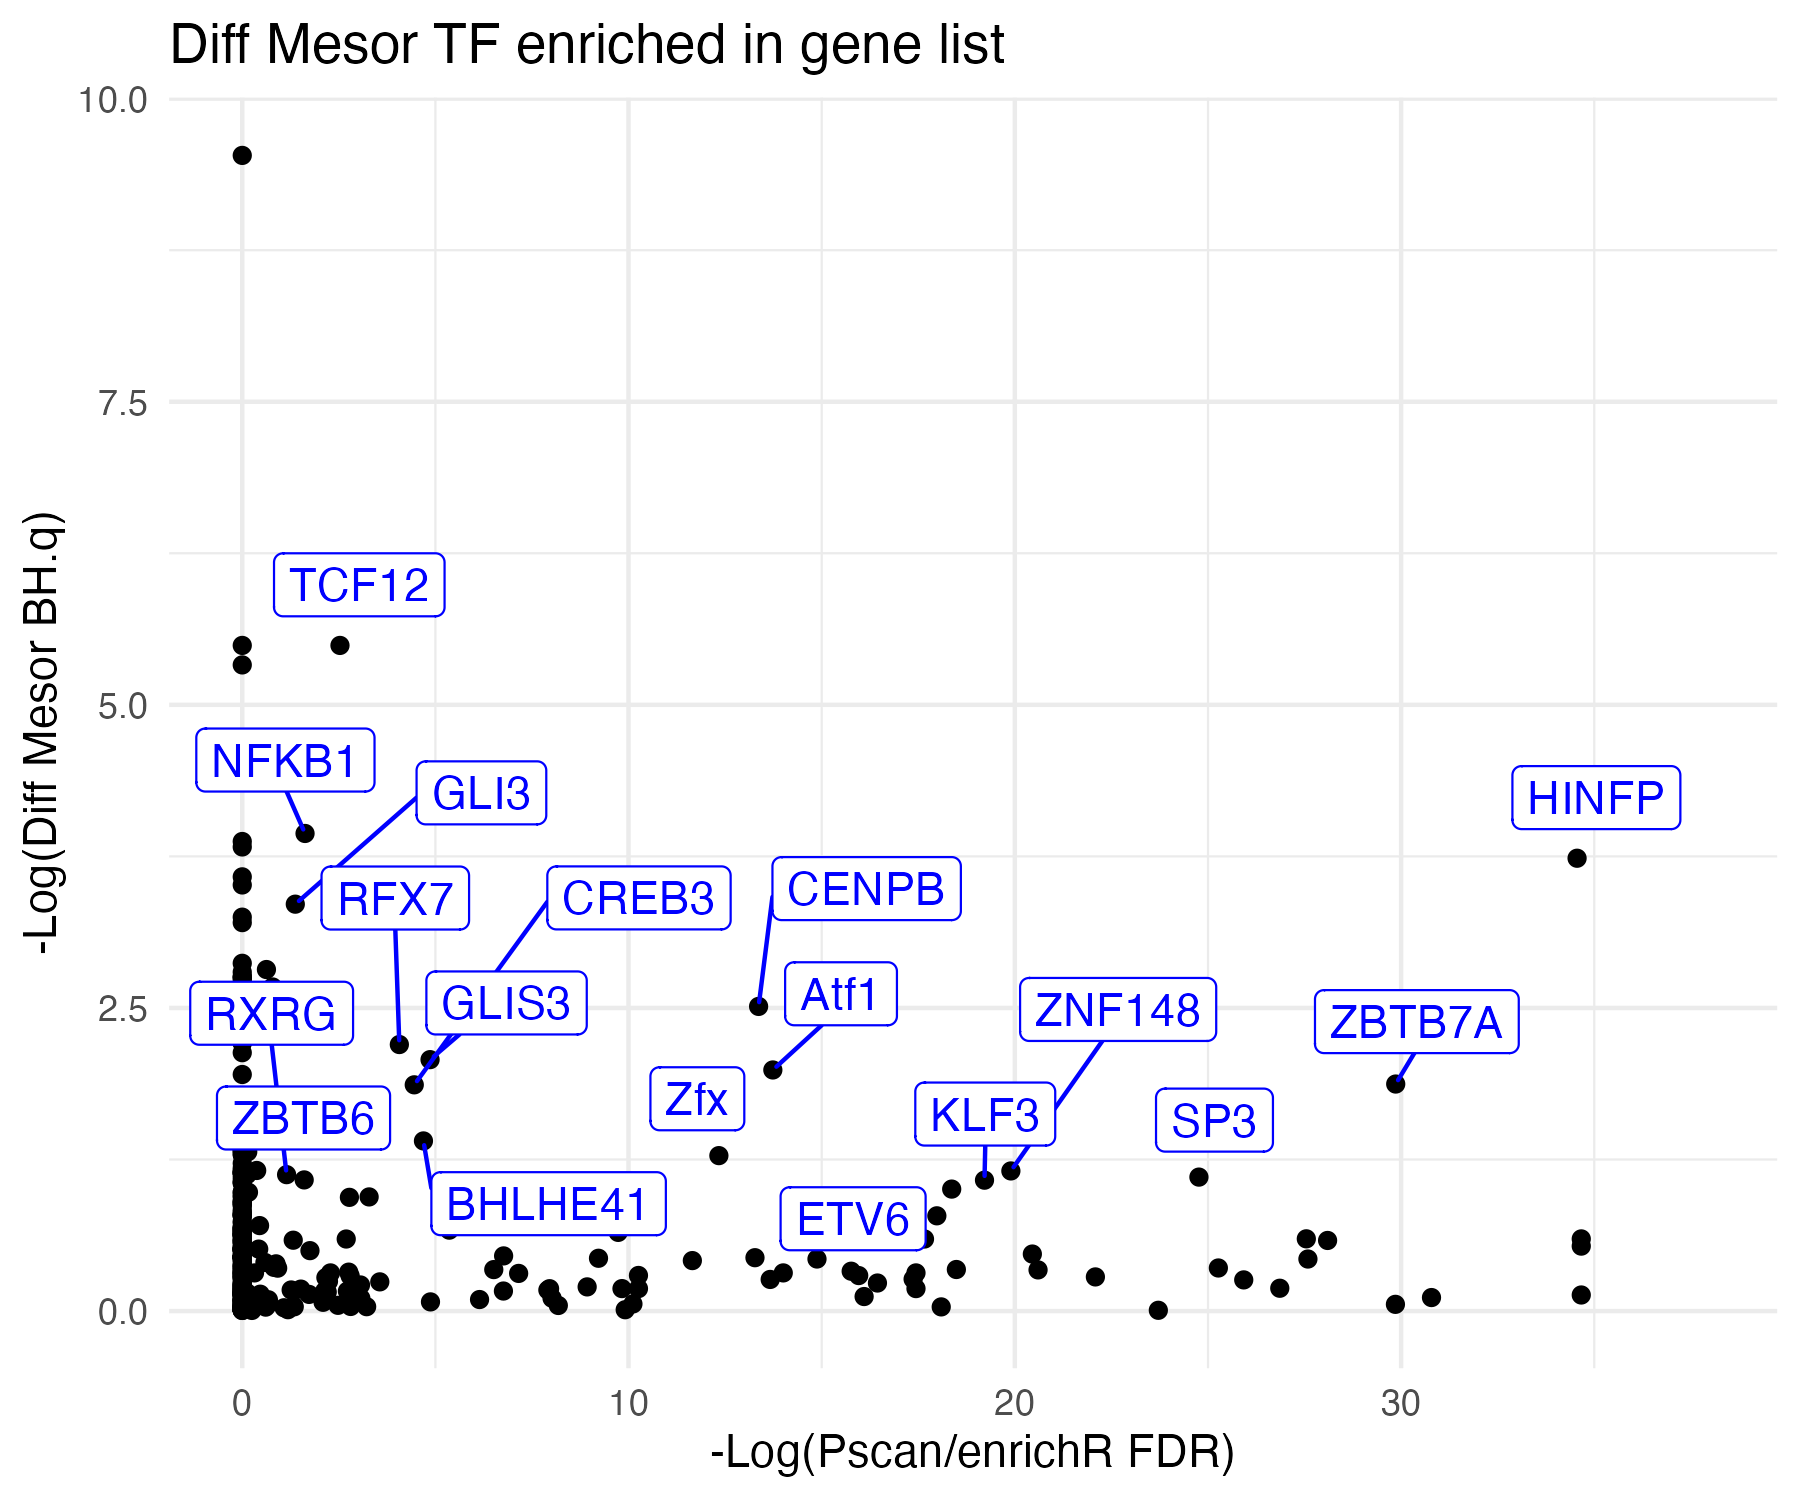 Diff Mesor TF enriched in gene list
10.0
7.5
5.0
2.5
0.0
-Log(Diff Mesor BH.q)
TCF12
NFKB1
GLI3
HINFP
RFX7
CREB3
CENPB
RXRG
GLIS3
Atf1
ZNF148
ZBTB7A
ZBTB6
Zfx
KLF3
SP3
BHLHE41
ETV6
0
10
20
30
-Log(Pscan/enrichR FDR)